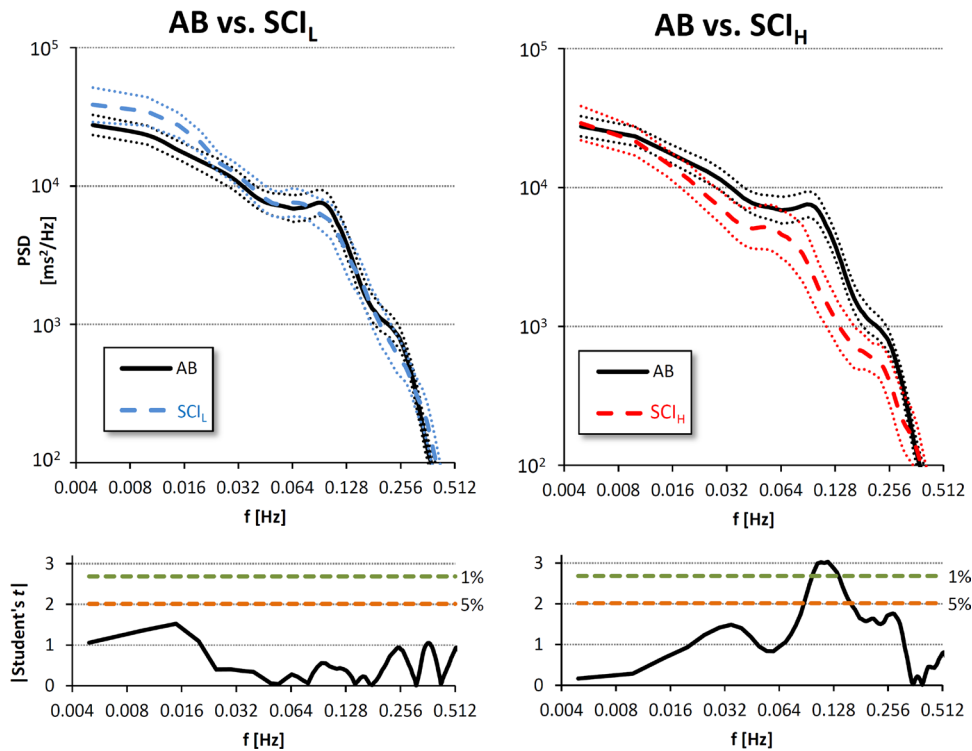 AB vs. SCI_L
AB vs. SCI_H
10^5
10^4
10^3
10^2
PSD
[ms²/Hz]
AB
SCI_L
0.004 0.008 0.016 0.032 0.064 0.128 0.256 0.512
f [Hz]
10^5
10^4
10^3
10^2
AB
SCI_H
0.004 0.008 0.016 0.032 0.064 0.128 0.256 0.512
f [Hz]
|Student's t|
3
2
1
0
1%
5%
0.004 0.008 0.016 0.032 0.064 0.128 0.256 0.512
f [Hz]
3
2
1
0
1%
5%
0.004 0.008 0.016 0.032 0.064 0.128 0.256 0.512
f [Hz]